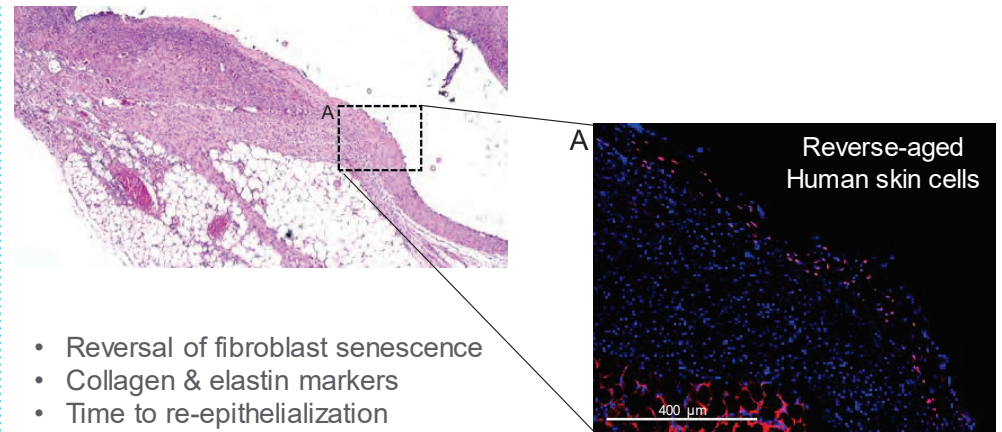 A
A
Reverse-aged
Human skin cells
400 µm
• Reversal of fibroblast senescence
• Collagen & elastin markers
• Time to re-epithelialization